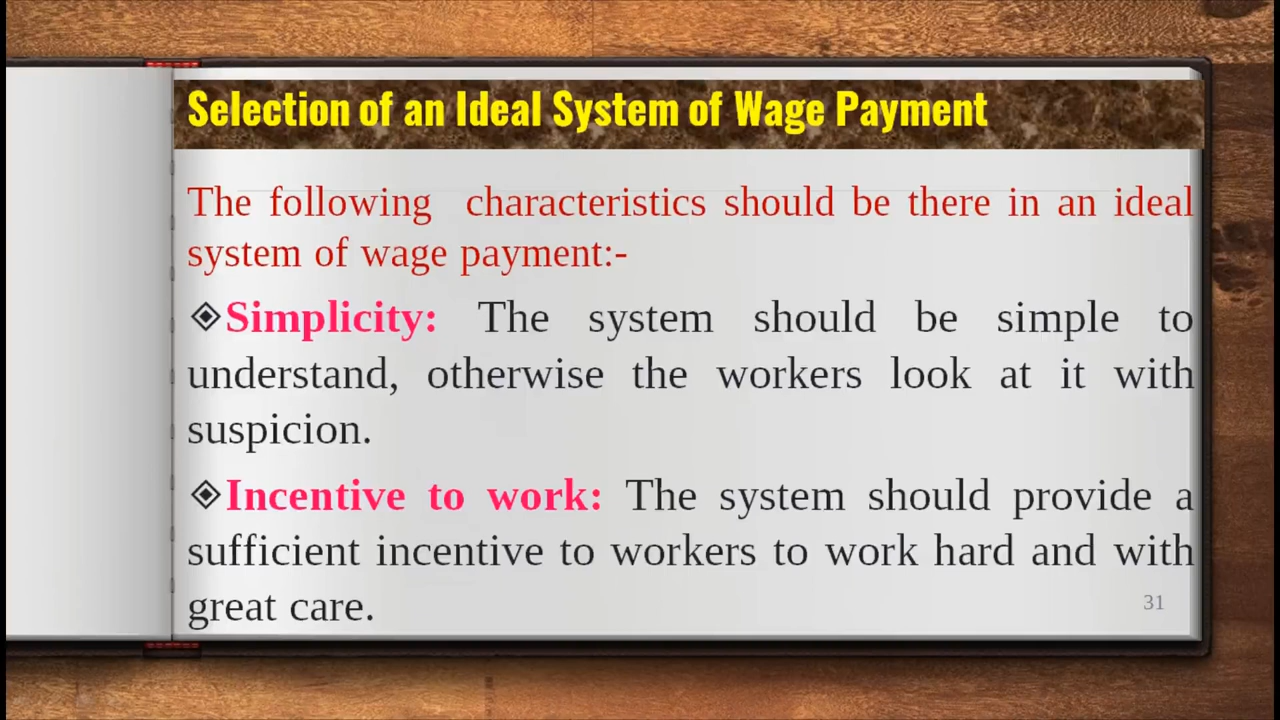 Selection of an Ideal System of Wage Payment
The following characteristics should be there in an ideal
system of wage payment:-
Simplicity: The system should be simple to
understand, otherwise the workers look at it with
suspicion.
Incentive to work: The system should provide a
sufficient incentive to workers to work hard and with
great care.
31